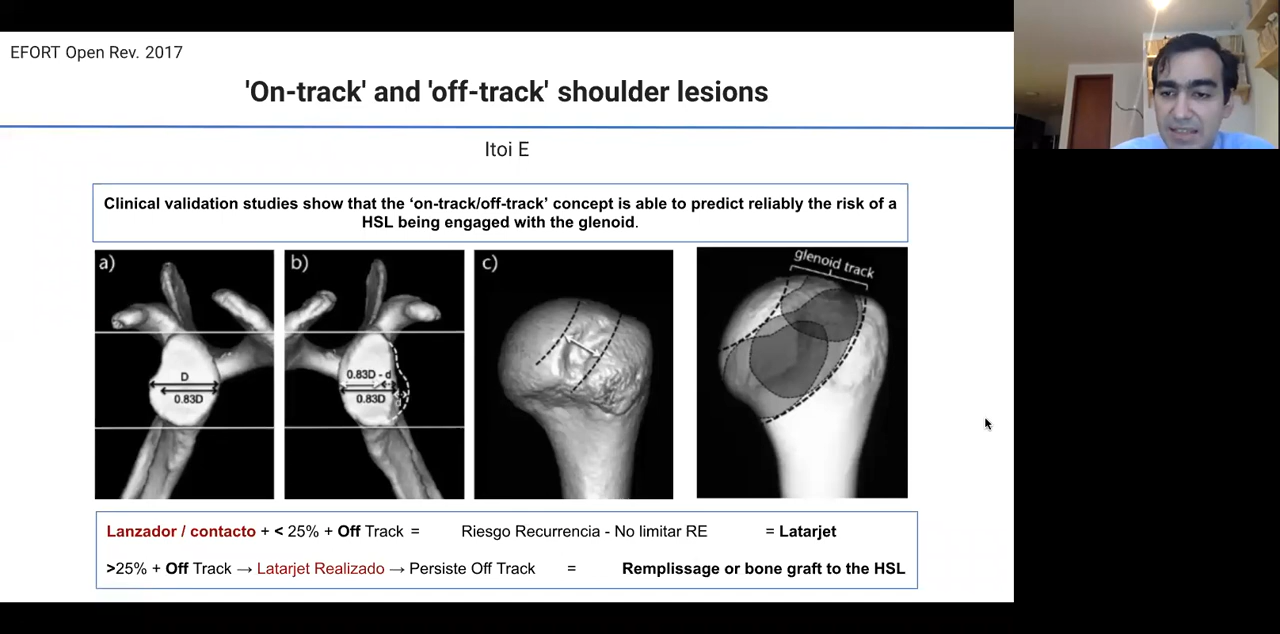 EFORT Open Rev. 2017
'On-track' and 'off-track' shoulder lesions
Itoi E
Clinical validation studies show that the ‘on-track/off-track’ concept is able to predict reliably the risk of a
HSL being engaged with the glenoid.
a)
D
0.83D
b)
0.83D - d
0.83D
c)
glenoid track
Lanzador / contacto + < 25% + Off Track = Riesgo Recurrencia - No limitar RE = Latarjet
>25% + Off Track → Latarjet Realizado → Persiste Off Track = Remplissage or bone graft to the HSL